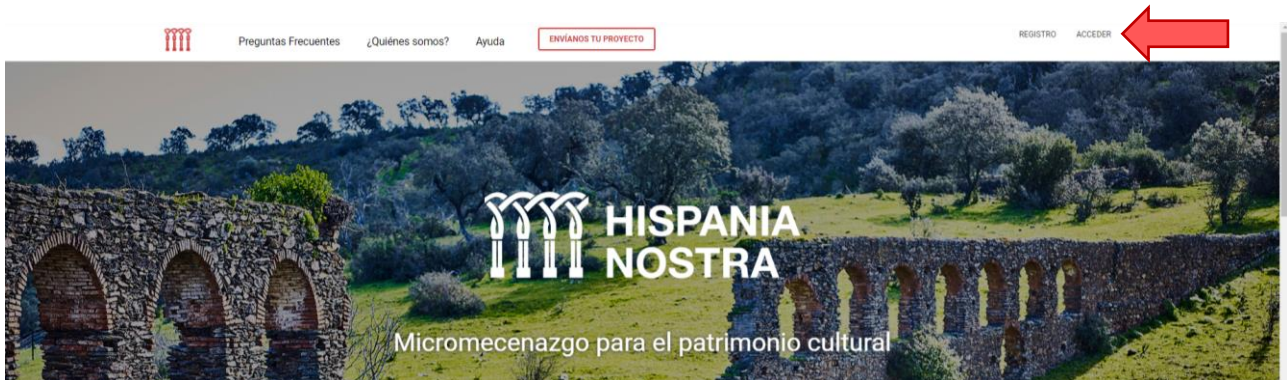 Preguntas Frecuentes ¿Quiénes somos? Ayuda ENVÍANOS TU PROYECTO REGISTRO ACCEDER
HISPANIA
NOSTRA
Micromecenazgo para el patrimonio cultural